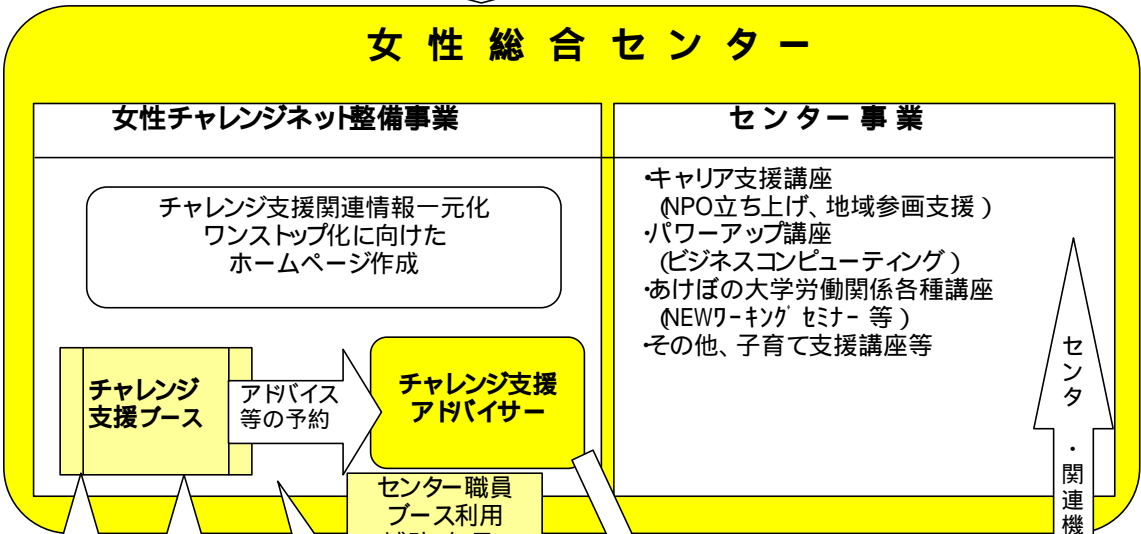 女性総合センター
女性チャレンジネット整備事業
チャレンジ支援関連情報一元化
ワンストップ化に向けた
ホームページ作成
チャレンジ
支援ブース
アドバイス
等の予約
チャレンジ支援
アドバイザー
センター職員
ブース利用
センター事業
・キャリア支援講座
(NPO立ち上げ、地域参画支援)
・パワーアップ講座
(ビジネスコンピューティング)
・あけぼの大学労働関係各種講座
(NEWワーキングセミナー等)
・その他、子育て支援講座等
センタ
・関連機